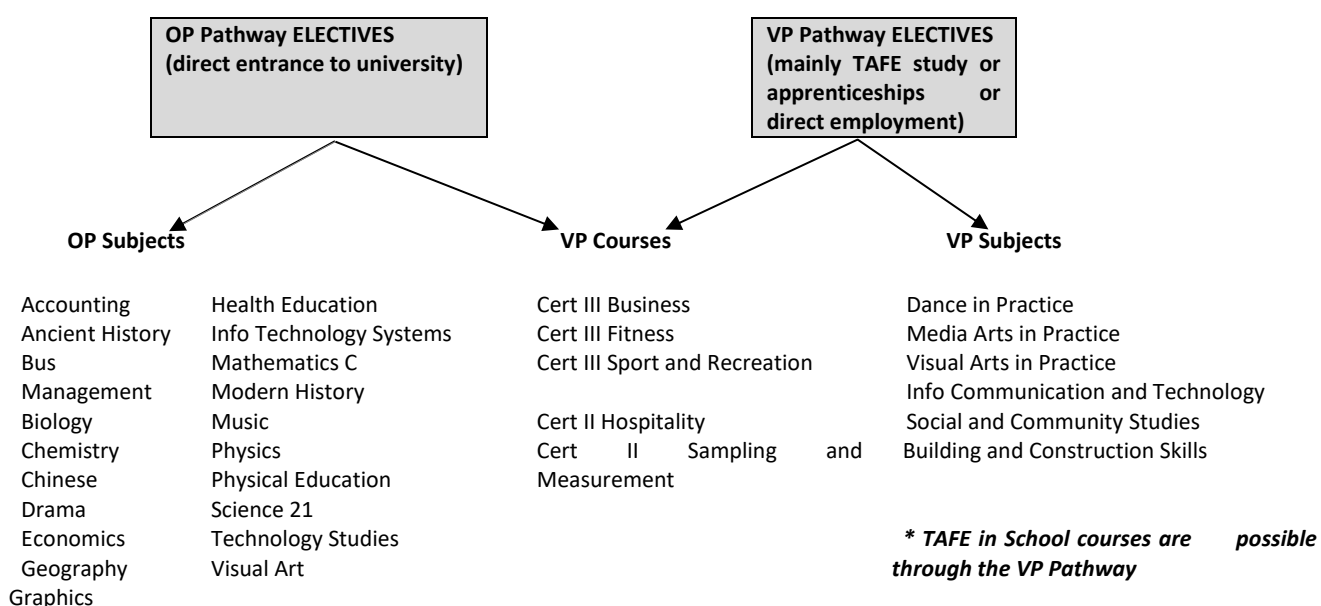 OP Pathway ELECTIVES
(direct entrance to university)
VP Pathway ELECTIVES
(mainly TAFE study or
apprenticeships or
direct employment)
OP Subjects
VP Courses
VP Subjects
Accounting
Ancient History
Bus
Management
Biology
Chemistry
Chinese
Drama
Economics
Geography
Graphics
Health Education
Info Technology Systems
Mathematics C
Modern History
Music
Physics
Physical Education
Science 21
Technology Studies
Visual Art
Cert III Business
Cert III Fitness
Cert III Sport and Recreation
Cert II Hospitality
Cert II Sampling and
Measurement
Dance in Practice
Media Arts in Practice
Visual Arts in Practice
Info Communication and Technology
Social and Community Studies
Building and Construction Skills
* TAFE in School courses are possible
through the VP Pathway